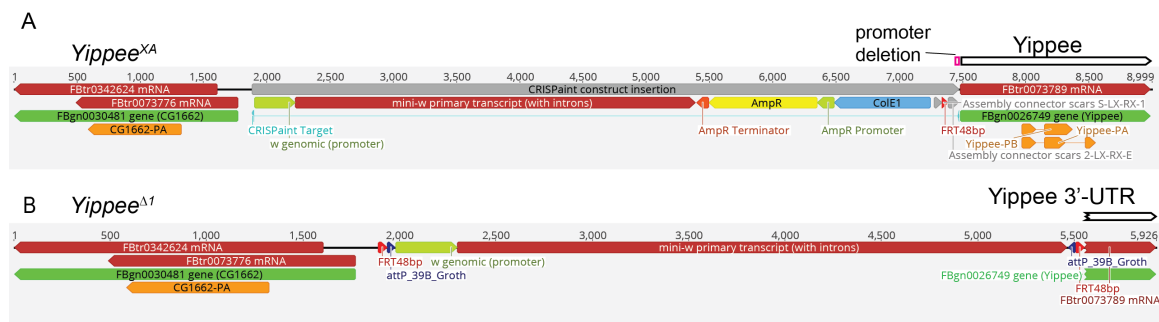 A
Yippee^XA
promoter
deletion
Yippee
1 500 1,000 1,500 2,000 2,500 3,000 3,500 4,000 4,500 5,000 5,500 6,000 6,500 7,000 7,500 8,000 8,500 8,999
FBtr0342624 mRNA CRISPaint construct insertion FBtr0073789 mRNA
FBtr0073776 mRNA mini-w primary transcript (with introns) AmpR ColE1 Assembly connector scars S-LX-RX-1
FBgn0030481 gene (CG1662) FBgn0026749 gene (Yippee)
CG1662-PA CRISPaint Target AmpR Terminator AmpR Promoter FRT48bp Yippee-PA
w genomic (promoter) Yippee-PB
Assembly connector scars 2-LX-RX-E
B
Yippee^Δ1
Yippee 3'-UTR
1 500 1,000 1,500 2,000 2,500 3,000 3,500 4,000 4,500 5,000 5,500 5,926
FBtr0342624 mRNA mini-w primary transcript (with introns)
FBtr0073776 mRNA FRT48bp w genomic (promoter) attP_39B_Groth
FBgn0030481 gene (CG1662) attP_39B_Groth FBgn0026749 gene (Yippee)
CG1662-PA FRT48bp
FBtr0073789 mRNA